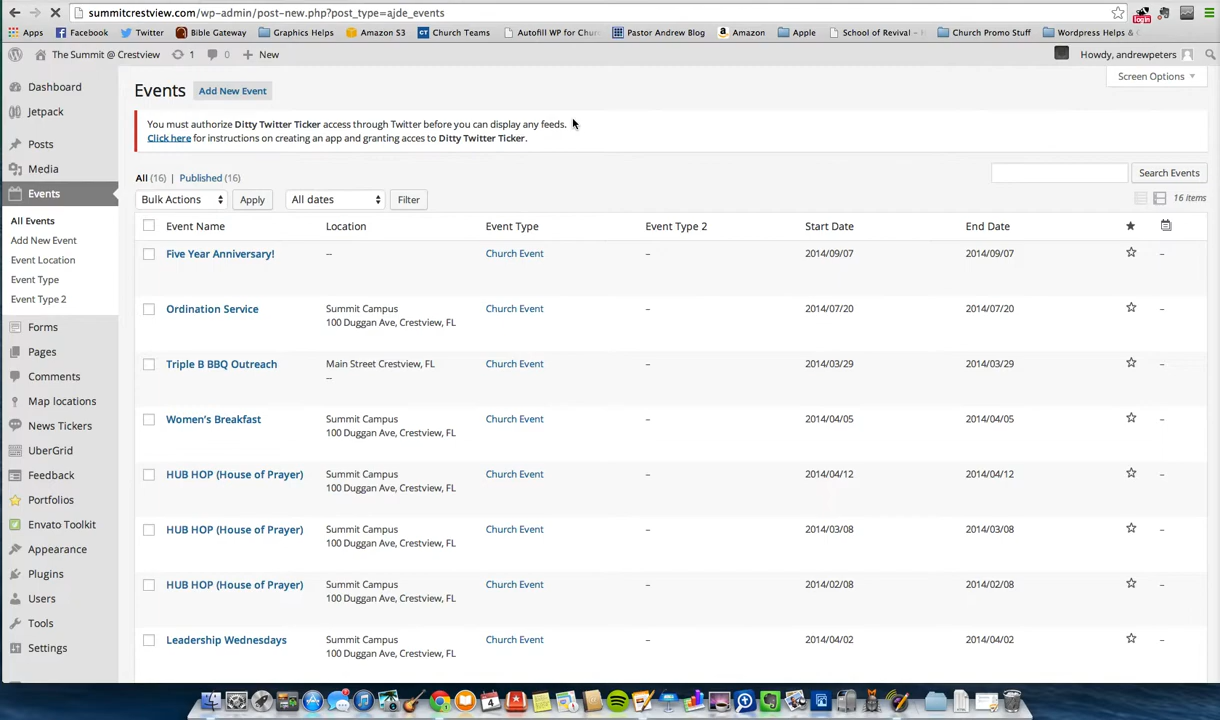 summitcrestview.com/wp-admin/post-new.php?post_type=ajde_events
Apps Facebook Twitter Bible Gateway Graphics Helps Amazon S3 Church Teams Autofill WP for Chur Pastor Andrew Blog Amazon Apple School of Revival - Church Promo Stuff Wordpress Helps &
login
The Summit @ Crestview 1 0 + New Howdy, andrewpeters
Screen Options
Dashboard
Jetpack
Posts
Media
Events
All Events
Add New Event
Event Location
Event Type
Event Type 2
Forms
Pages
Comments
Map locations
News Tickers
UberGrid
Feedback
Portfolios
Envato Toolkit
Appearance
Plugins
Users
Tools
Settings
Events Add New Event
You must authorize Ditty Twitter Ticker access through Twitter before you can display any feeds.
Click here for instructions on creating an app and granting acces to Ditty Twitter Ticker.
All (16) | Published (16)
Search Events
Bulk Actions Apply All dates Filter
16 items
Event Name Location Event Type Event Type 2 Start Date End Date
Five Year Anniversary! -- Church Event – 2014/09/07 2014/09/07 –
Ordination Service Summit Campus Church Event – 2014/07/20 2014/07/20 –
100 Duggan Ave, Crestview, FL
Triple B BBQ Outreach Main Street Crestview, FL Church Event – 2014/03/29 2014/03/29 –
--
Women's Breakfast Summit Campus Church Event – 2014/04/05 2014/04/05 –
100 Duggan Ave, Crestview, FL
HUB HOP (House of Prayer) Summit Campus Church Event – 2014/04/12 2014/04/12 –
100 Duggan Ave, Crestview, FL
HUB HOP (House of Prayer) Summit Campus Church Event – 2014/03/08 2014/03/08 –
100 Duggan Ave, Crestview, FL
HUB HOP (House of Prayer) Summit Campus Church Event – 2014/02/08 2014/02/08 –
100 Duggan Ave, Crestview, FL
Leadership Wednesdays Summit Campus Church Event – 2014/04/02 2014/04/02 –
100 Duggan Ave, Crestview, FL
4